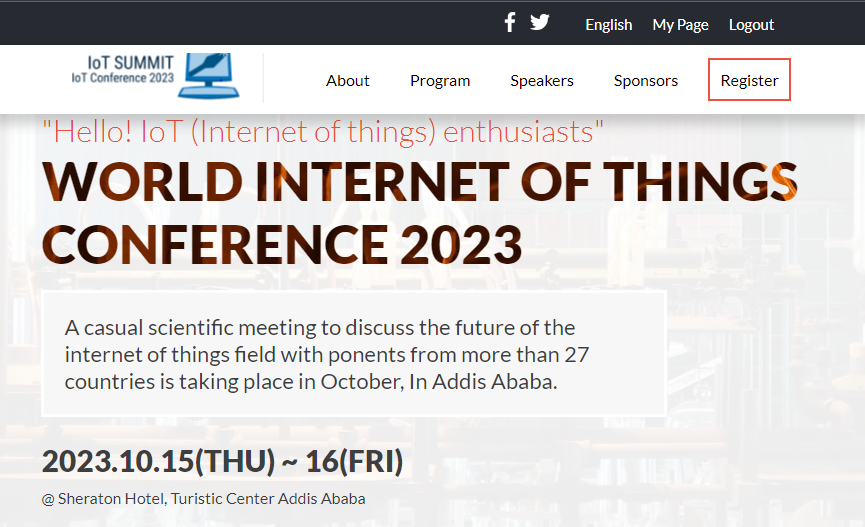 English My Page Logout
IoT SUMMIT
IoT Conference 2023
About Program Speakers Sponsors Register
"Hello! IoT (Internet of things) enthusiasts"
WORLD INTERNET OF THINGS
CONFERENCE 2023
A casual scientific meeting to discuss the future of the
internet of things field with ponents from more than 27
countries is taking place in October, In Addis Ababa.
2023.10.15(THU) ~ 16(FRI)
@ Sheraton Hotel, Turistic Center Addis Ababa